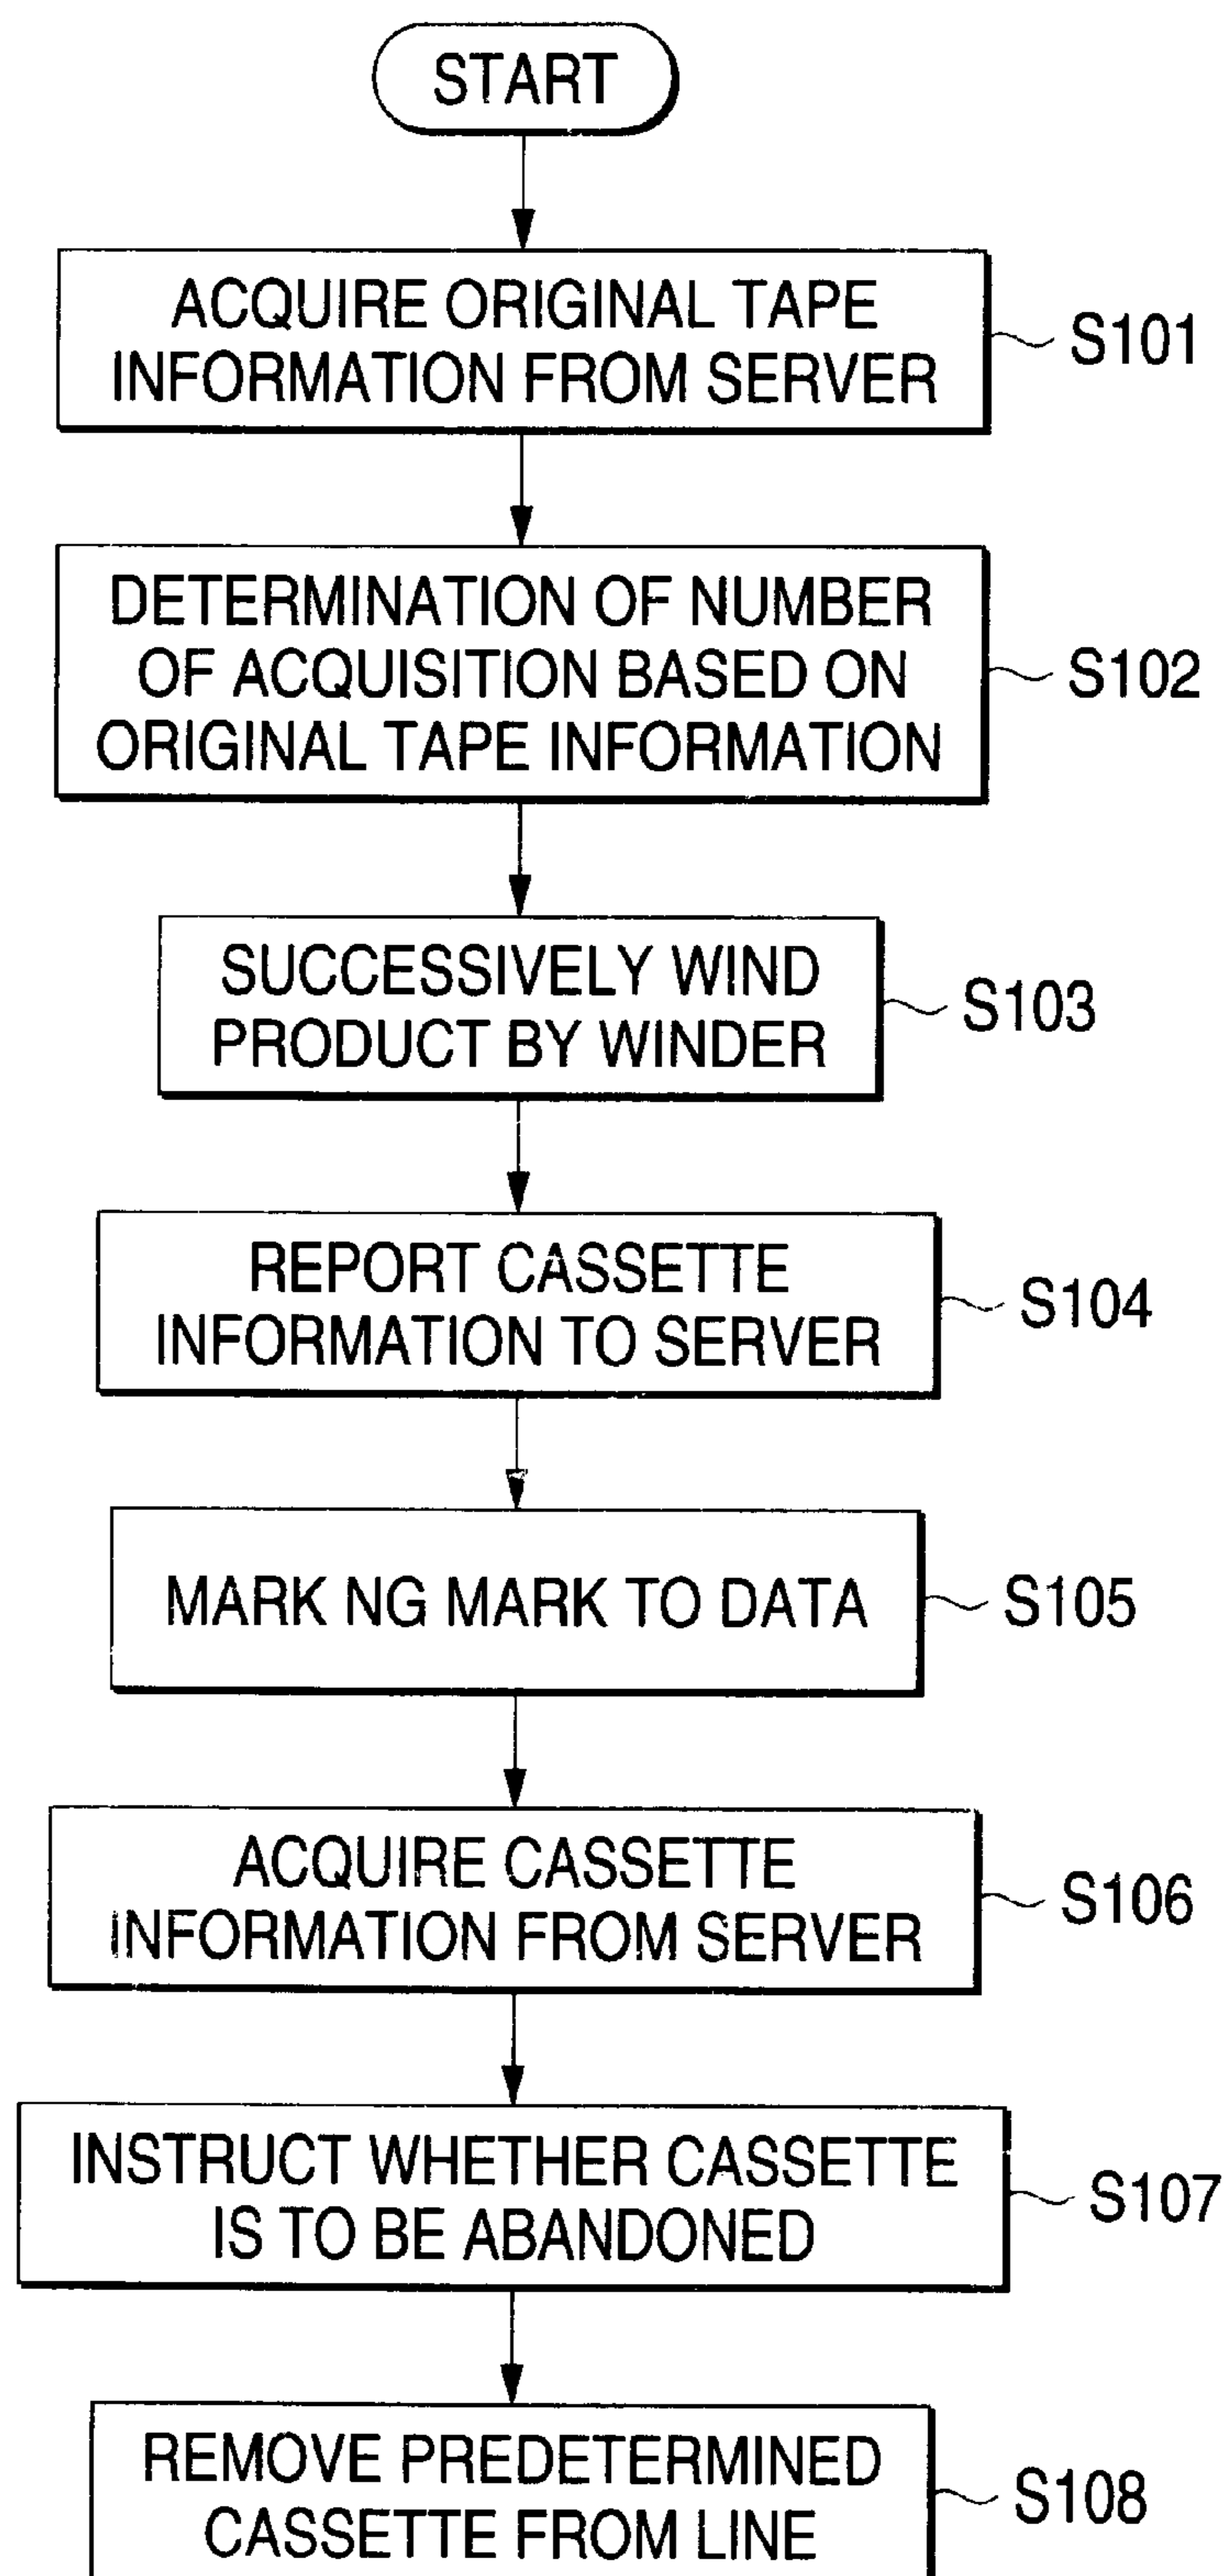 START
ACQUIRE ORIGINAL TAPE
INFORMATION FROM SERVER
S101
DETERMINATION OF NUMBER
OF ACQUISITION BASED ON
ORIGINAL TAPE INFORMATION
S102
SUCCESSIVELY WIND
PRODUCT BY WINDER
S103
REPORT CASSETTE
INFORMATION TO SERVER
S104
MARK NG MARK TO DATA
S105
ACQUIRE CASSETTE
INFORMATION FROM SERVER
S106
INSTRUCT WHETHER CASSETTE
IS TO BE ABANDONED
S107
REMOVE PREDETERMINED
CASSETTE FROM LINE
S108